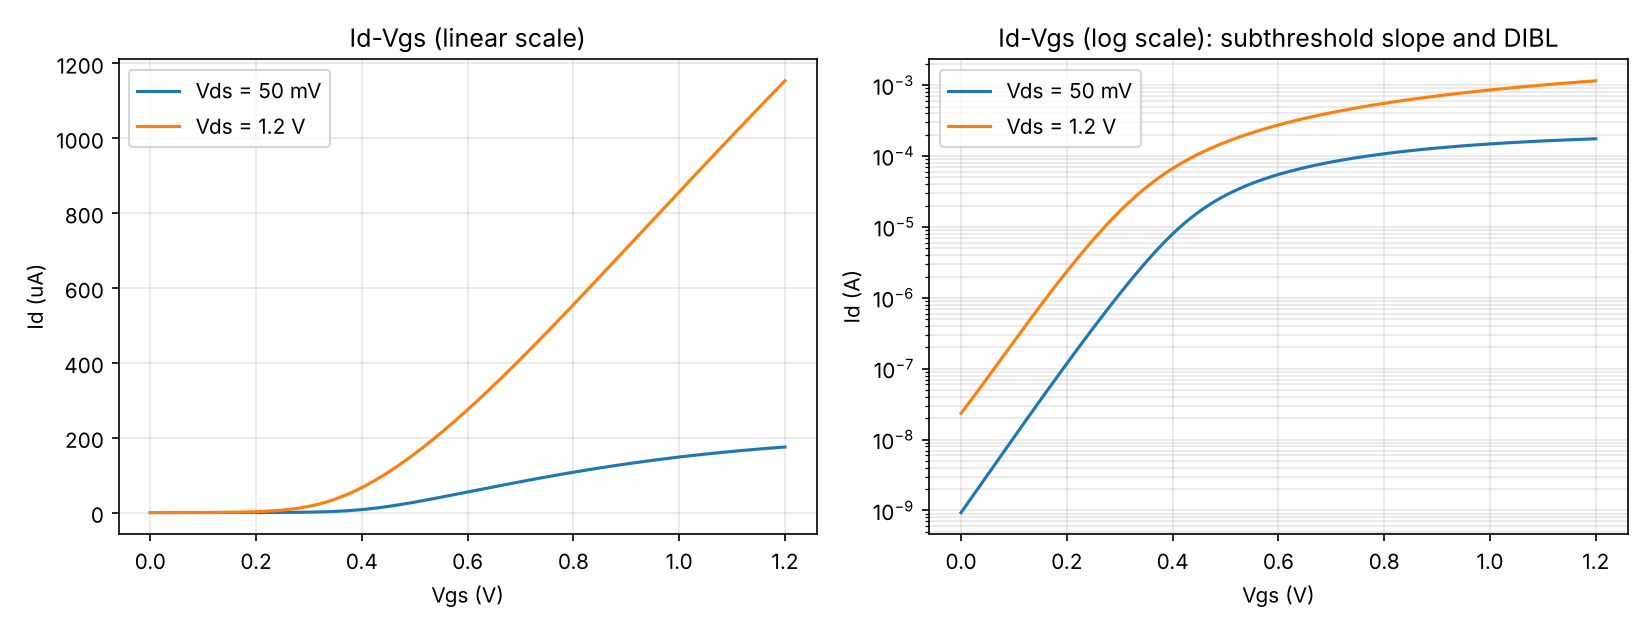 Id-Vgs (linear scale)
1200
1000
800
600
400
200
0
Id (uA)
Vds = 50 mV
Vds = 1.2 V
0.0 0.2 0.4 0.6 0.8 1.0 1.2
Vgs (V)
Id-Vgs (log scale): subthreshold slope and DIBL
10⁻³
10⁻⁴
10⁻⁵
10⁻⁶
10⁻⁷
10⁻⁸
10⁻⁹
Id (A)
Vds = 50 mV
Vds = 1.2 V
0.0 0.2 0.4 0.6 0.8 1.0 1.2
Vgs (V)